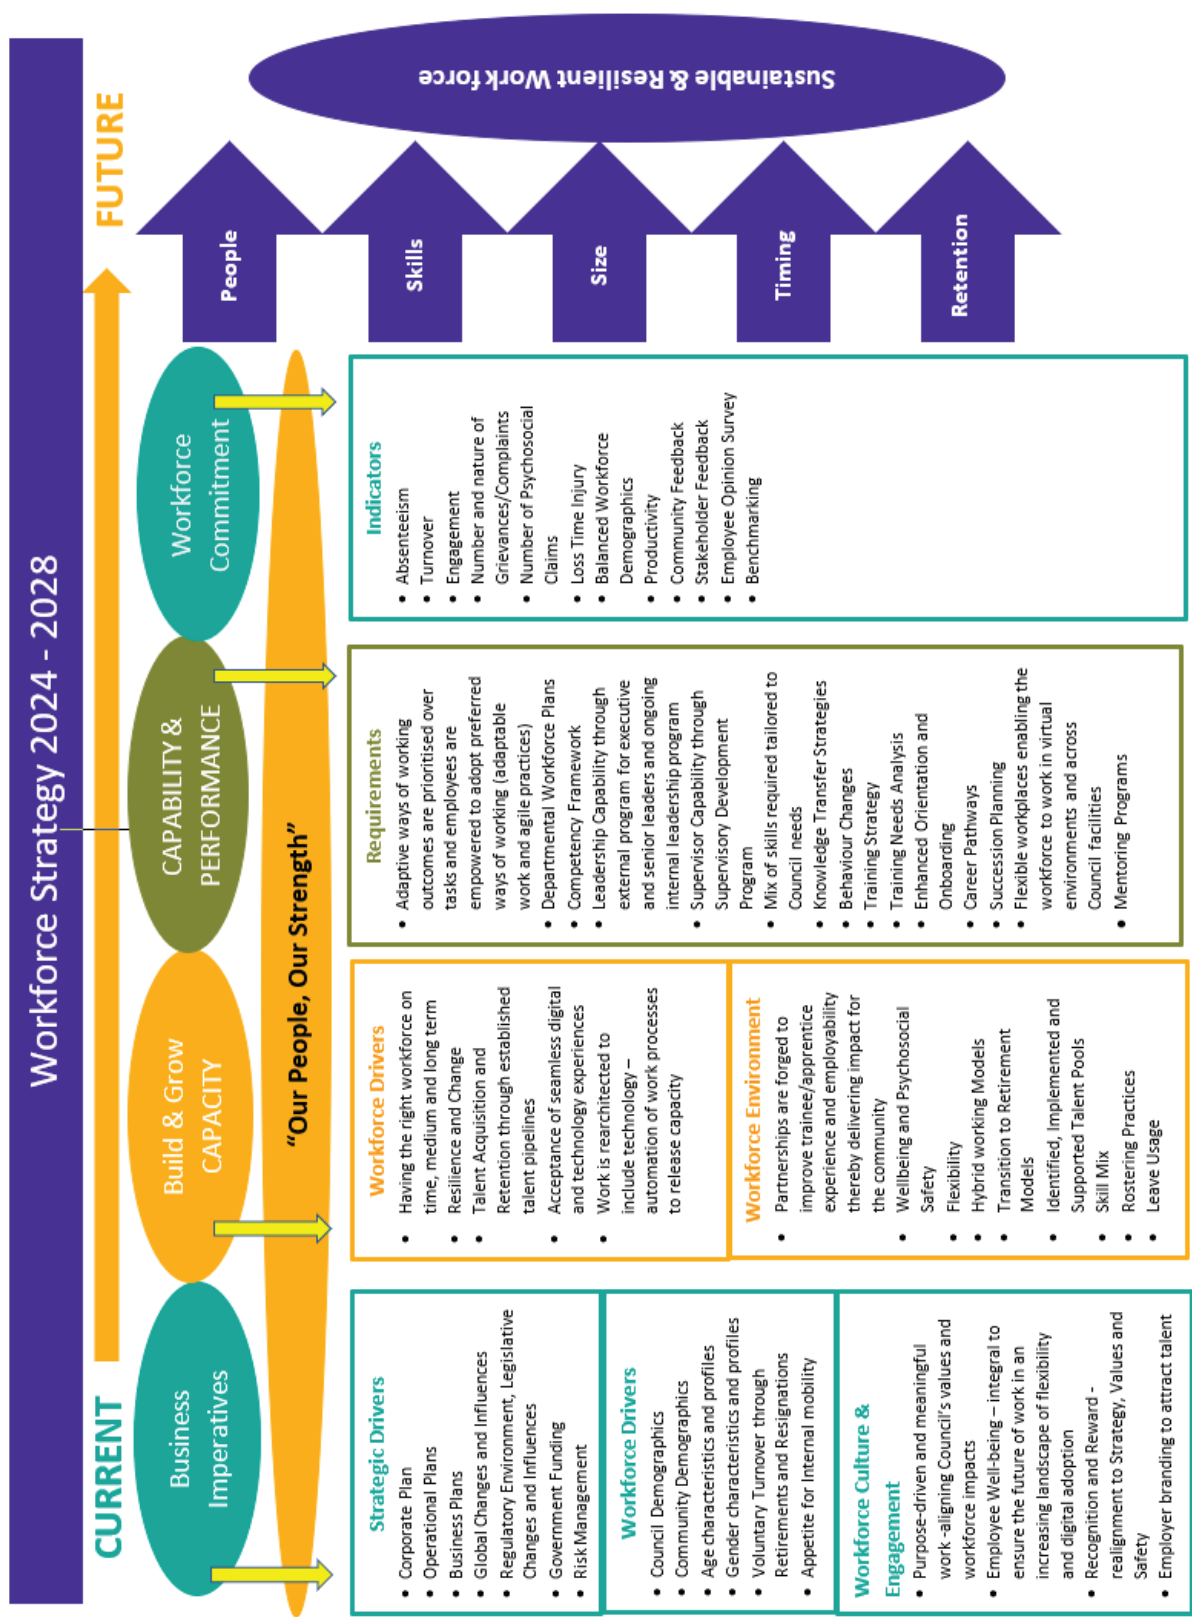 Workforce Strategy 2024 - 2028
CURRENT
FUTURE
Business
Imperatives
Build & Grow
CAPACITY
CAPABILITY &
PERFORMANCE
Workforce
Commitment
"Our People, Our Strength"
Strategic Drivers
• Corporate Plan
• Operational Plans
• Business Plans
• Global Changes and Influences
• Regulatory Environment, Legislative
Changes and Influences
• Government Funding
• Risk Management
Workforce Drivers
• Council Demographics
• Community Demographics
• Age characteristics and profiles
• Gender characteristics and profiles
• Voluntary Turnover through
Retirements and Resignations
• Appetite for Internal mobility
Workforce Culture &
Engagement
• Purpose-driven and meaningful
work -aligning Council's values and
workforce impacts
• Employee Well-being – integral to
ensure the future of work in an
increasing landscape of flexibility
and digital adoption
• Recognition and Reward -
realignment to Strategy, Values and
Safety
• Employer branding to attract talent
Workforce Drivers
• Having the right workforce on
time, medium and long term
• Resilience and Change
• Talent Acquisition and
Retention through established
talent pipelines
• Acceptance of seamless digital
and technology experiences
• Work is rearchitected to
include technology –
automation of work processes
to release capacity
Workforce Environment
• Partnerships are forged to
improve trainee/apprentice
experience and employability
thereby delivering impact for
the community
• Wellbeing and Psychosocial
Safety
• Flexibility
• Hybrid working Models
• Transition to Retirement
Models
• Identified, Implemented and
Supported Talent Pools
• Skill Mix
• Rostering Practices
• Leave Usage
Requirements
• Adaptive ways of working
outcomes are prioritised over
tasks and employees are
empowered to adopt preferred
ways of working (adaptable
work and agile practices)
• Departmental Workforce Plans
• Competency Framework
• Leadership Capability through
external program for executive
and senior leaders and ongoing
internal leadership program
• Supervisor Capability through
Supervisory Development
Program
• Mix of skills required tailored to
Council needs
• Knowledge Transfer Strategies
• Behaviour Changes
• Training Strategy
• Training Needs Analysis
• Enhanced Orientation and
Onboarding
• Career Pathways
• Succession Planning
• Flexible workplaces enabling the
workforce to work in virtual
environments and across
Council facilities
• Mentoring Programs
Indicators
• Absenteeism
• Turnover
• Engagement
• Number and nature of
Grievances/Complaints
• Number of Psychosocial
Claims
• Loss Time Injury
• Balanced Workforce
Demographics
• Productivity
• Community Feedback
• Stakeholder Feedback
• Employee Opinion Survey
• Benchmarking
People
Skills
Size
Timing
Retention
Sustainable & Resilient Workforce